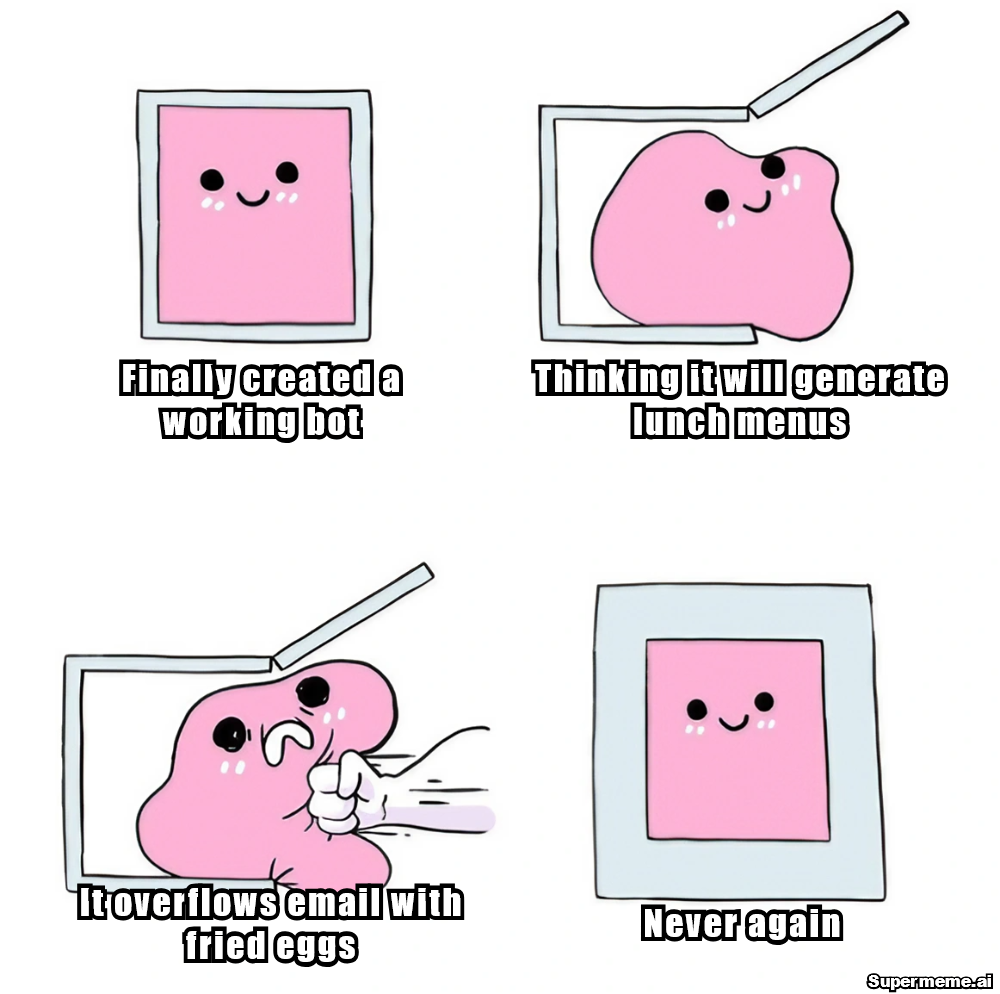 Finally created a
working bot
Thinking it will generate
lunch menus
It overflows email with
fried eggs
Never again
Supermeme.ai